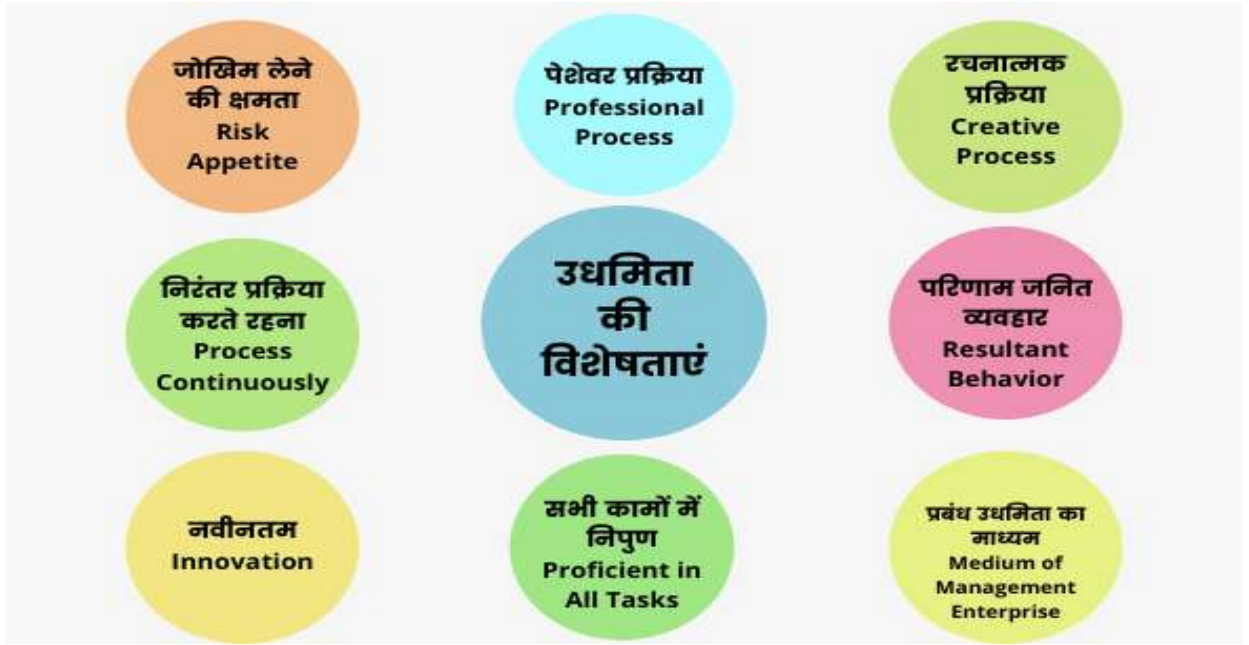 जोखिम लेने
की क्षमता
Risk
Appetite
पेशेवर प्रक्रिया
Professional
Process
रचनात्मक
प्रक्रिया
Creative
Process
निरंतर प्रक्रिया
करते रहना
Process
Continuously
उधमिता
की
विशेषताएं
परिणाम जनित
व्यवहार
Resultant
Behavior
नवीनतम
Innovation
सभी कामों में
निपुण
Proficient in
All Tasks
प्रबंध उधमिता का
माध्यम
Medium of
Management
Enterprise